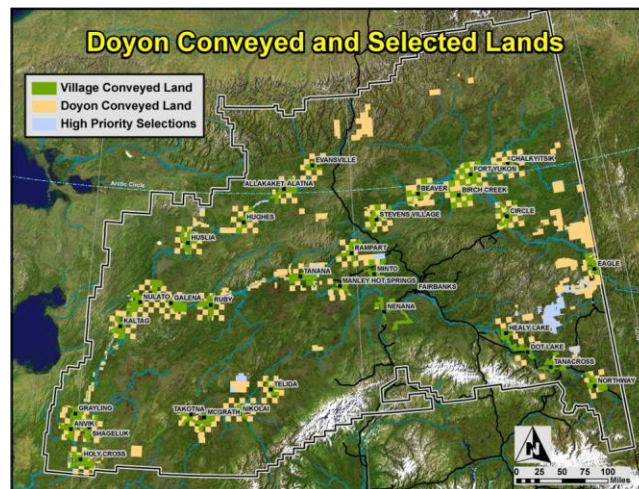 Doyon Conveyed and Selected Lands
Village Conveyed Land
Doyon Conveyed Land
High Priority Selections
Arctic Circle
EVANSVILLE
CHALKYITSIK
FORT YUKON
ALLAKAKET ALATNA
BEAVER
BIRCH CREEK
HUGHES
STEVENS VILLAGE
CIRCLE
HUSLIA
RAMPART
EAGLE
TANANA
MINTO
MANLEY HOT SPRINGS
FAIRBANKS
NULATO
GALENA
RUBY
NENANA
KALTAG
HEALY LAKE
DOT LAKE
TANACROSS
TELIDA
NORTHWAY
NIKOLAI
TAKOTNA
MCGRATH
GRAYLING
ANVIK
SHAGELUK
HOLY CROSS
N
0 25 50 75 100
Miles